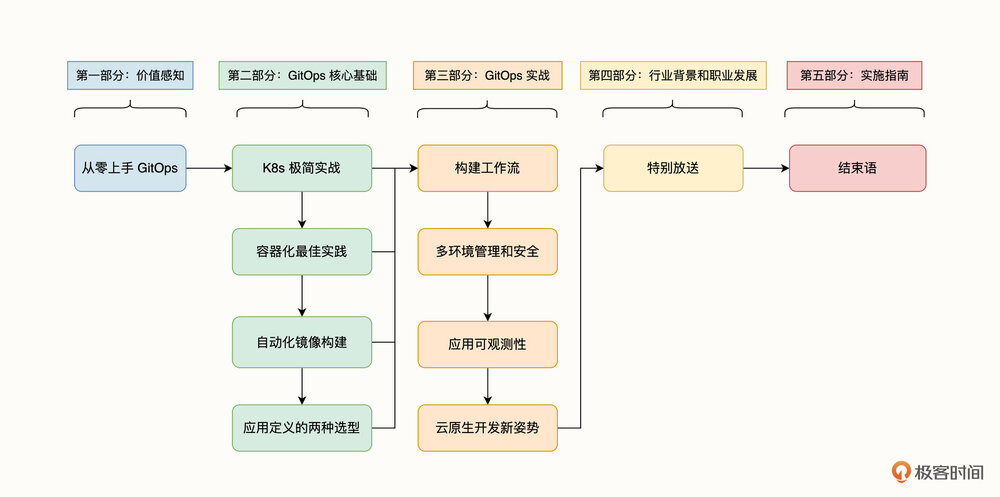 第一部分：价值感知
第二部分：GitOps 核心基础
第三部分：GitOps 实战
第四部分：行业背景和职业发展
第五部分：实施指南
从零上手 GitOps
K8s 极简实战
构建工作流
特别放送
结束语
容器化最佳实践
多环境管理和安全
自动化镜像构建
应用可观测性
应用定义的两种选型
云原生开发新姿势
极客时间